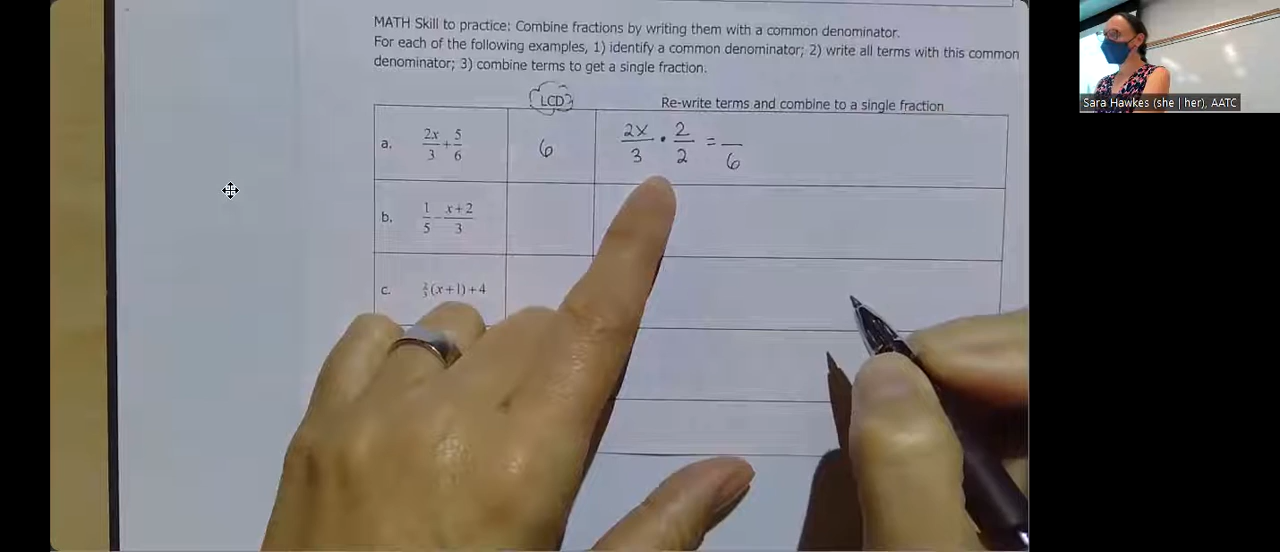 MATH Skill to practice: Combine fractions by writing them with a common denominator.
For each of the following examples, 1) identify a common denominator; 2) write all terms with this common
denominator; 3) combine terms to get a single fraction.
LCD? Re-write terms and combine to a single fraction
a. 2x/3 + 5/6 6 2x/3 · 2/2 = /6
b. 1/5 - x+2/3
c. (x+1)+4
Sara Hawkes (she | her), AATC